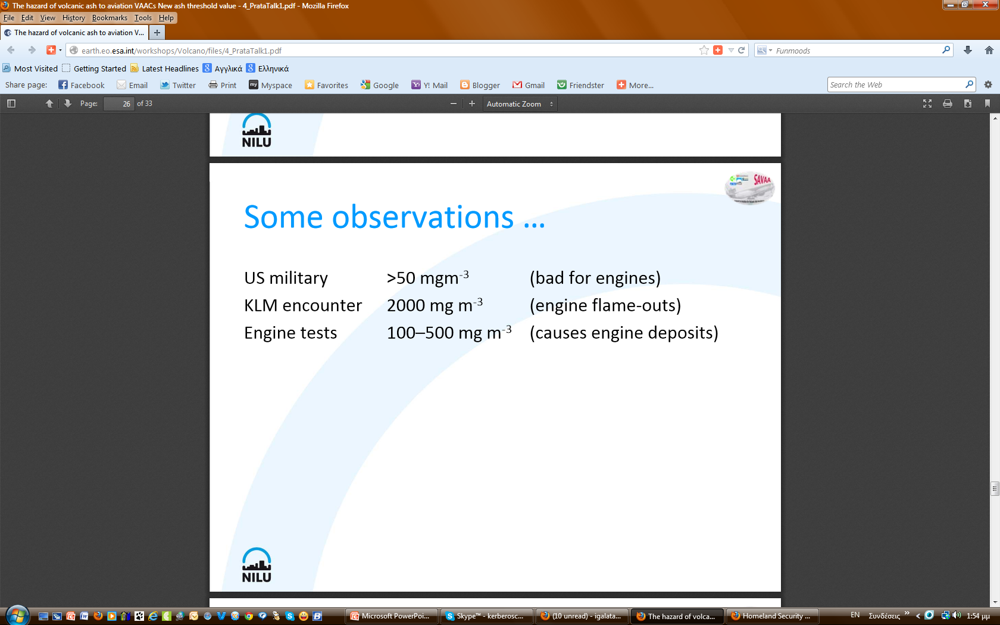 The hazard of volcanic ash to aviation VAACs New ash threshold value - 4_PrataTalk1.pdf - Mozilla Firefox
File Edit View History Bookmarks Tools Help
The hazard of volcanic ash to aviation V...
earth.eo.esa.int/workshops/Volcano/files/4_PrataTalk1.pdf
Funmoods
Most Visited Getting Started Latest Headlines Αγγλικά Ελληνικά
Share page: Facebook Email Twitter Print Myspace Favorites Google Y! Mail Blogger Gmail Friendster More...
Search the Web
Page: 26 of 33
Automatic Zoom
NILU
SAVAA
Some observations ...
US military >50 mgm-3 (bad for engines)
KLM encounter 2000 mg m-3 (engine flame-outs)
Engine tests 100–500 mg m-3 (causes engine deposits)
NILU
Microsoft PowerPoi... Skype™ - kerberosc... (10 unread) - igalata... The hazard of volca... Homeland Security ... EN Συνδέσεις 1:54 μμ